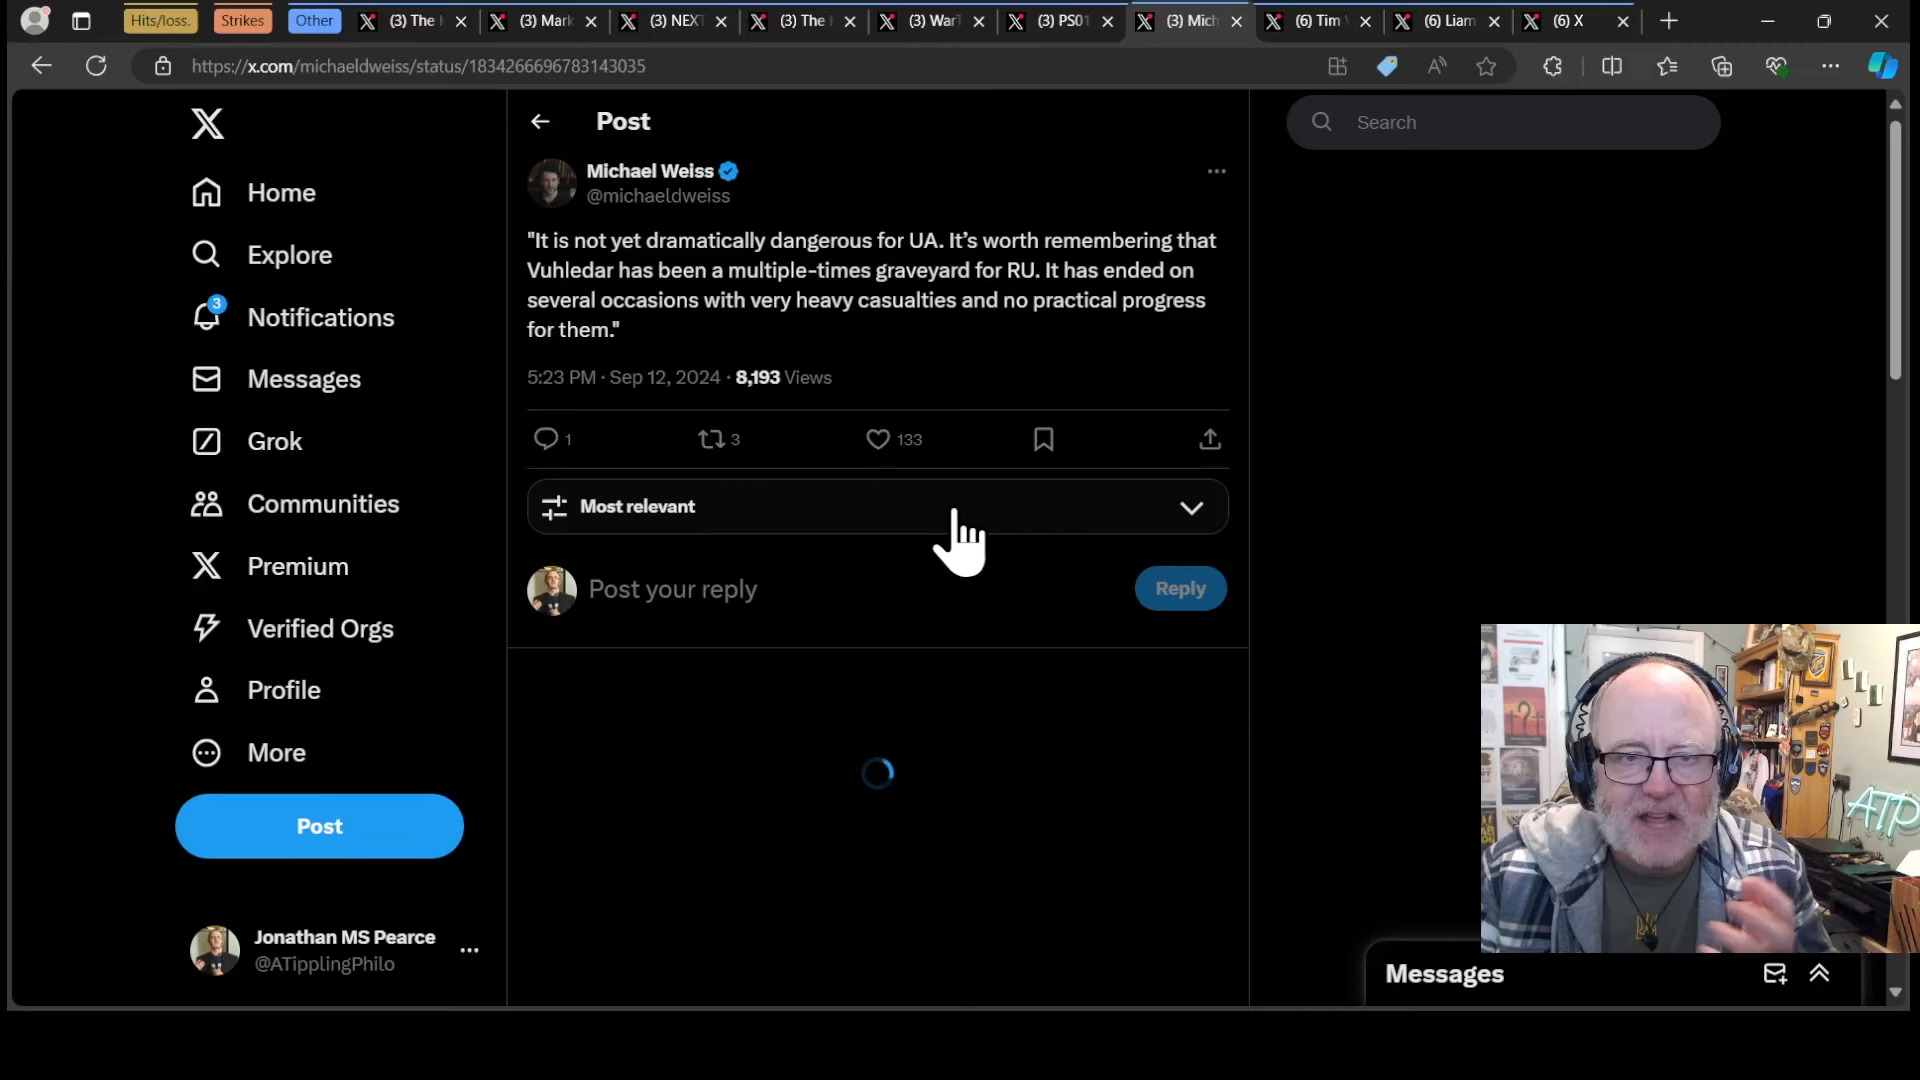 Hits/loss.
Strikes
Other
(3) The
(3) Mark
(3) NEXT
(3) The
(3) War
(3) PS01
(3) Mich
(6) Tim
(6) Liam
(6) X
https://x.com/michaeldweiss/status/1834266696783143035
Home
Explore
3
Notifications
Messages
Grok
Communities
Premium
Verified Orgs
Profile
More
Post
Jonathan MS Pearce
@ATipplingPhilo
Post
Michael Weiss
@michaeldweiss
"It is not yet dramatically dangerous for UA. It’s worth remembering that
Vuhledar has been a multiple-times graveyard for RU. It has ended on
several occasions with very heavy casualties and no practical progress
for them."
5:23 PM · Sep 12, 2024 · 8,193 Views
1
3
133
Most relevant
Post your reply
Reply
Search
ATP
Messages